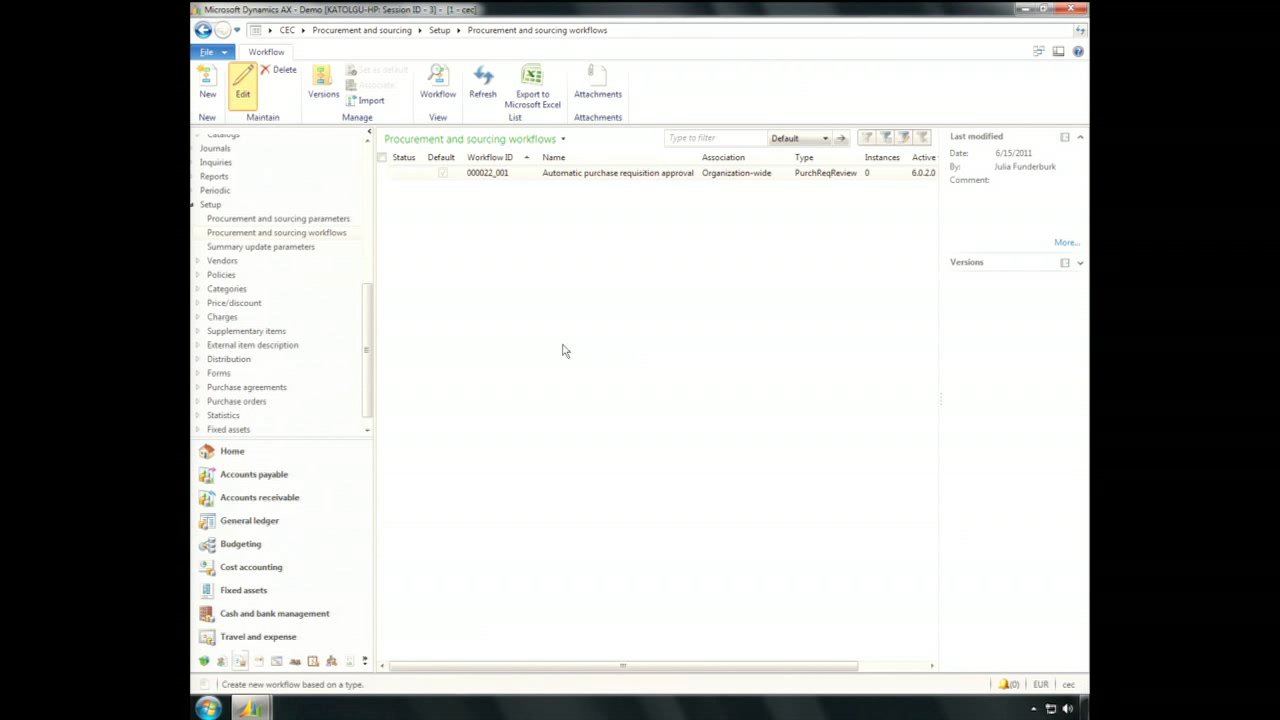 Microsoft Dynamics AX - Demo [KATOLGU-HP: Session ID - 3] - [1 - cec]
CEC Procurement and sourcing Setup Procurement and sourcing workflows
File Workflow
New Edit Delete Versions Set as default Associate Import Workflow Refresh Export to Microsoft Excel Attachments
New Maintain Manage View List Attachments
Catalogs
Journals
Inquiries
Reports
Periodic
Setup
Procurement and sourcing parameters
Procurement and sourcing workflows
Summary update parameters
Vendors
Policies
Categories
Price/discount
Charges
Supplementary items
External item description
Distribution
Forms
Purchase agreements
Purchase orders
Statistics
Fixed assets
Home
Accounts payable
Accounts receivable
General ledger
Budgeting
Cost accounting
Fixed assets
Cash and bank management
Travel and expense
Procurement and sourcing workflows Type to filter Default
Status Default Workflow ID Name Association Type Instances Active
000022_001 Automatic purchase requisition approval Organization-wide PurchReqReview 0 6.0.2.0
Last modified
Date: 6/15/2011
By: Julia Funderburk
Comment:
More...
Versions
Create new workflow based on a type. (0) EUR cec